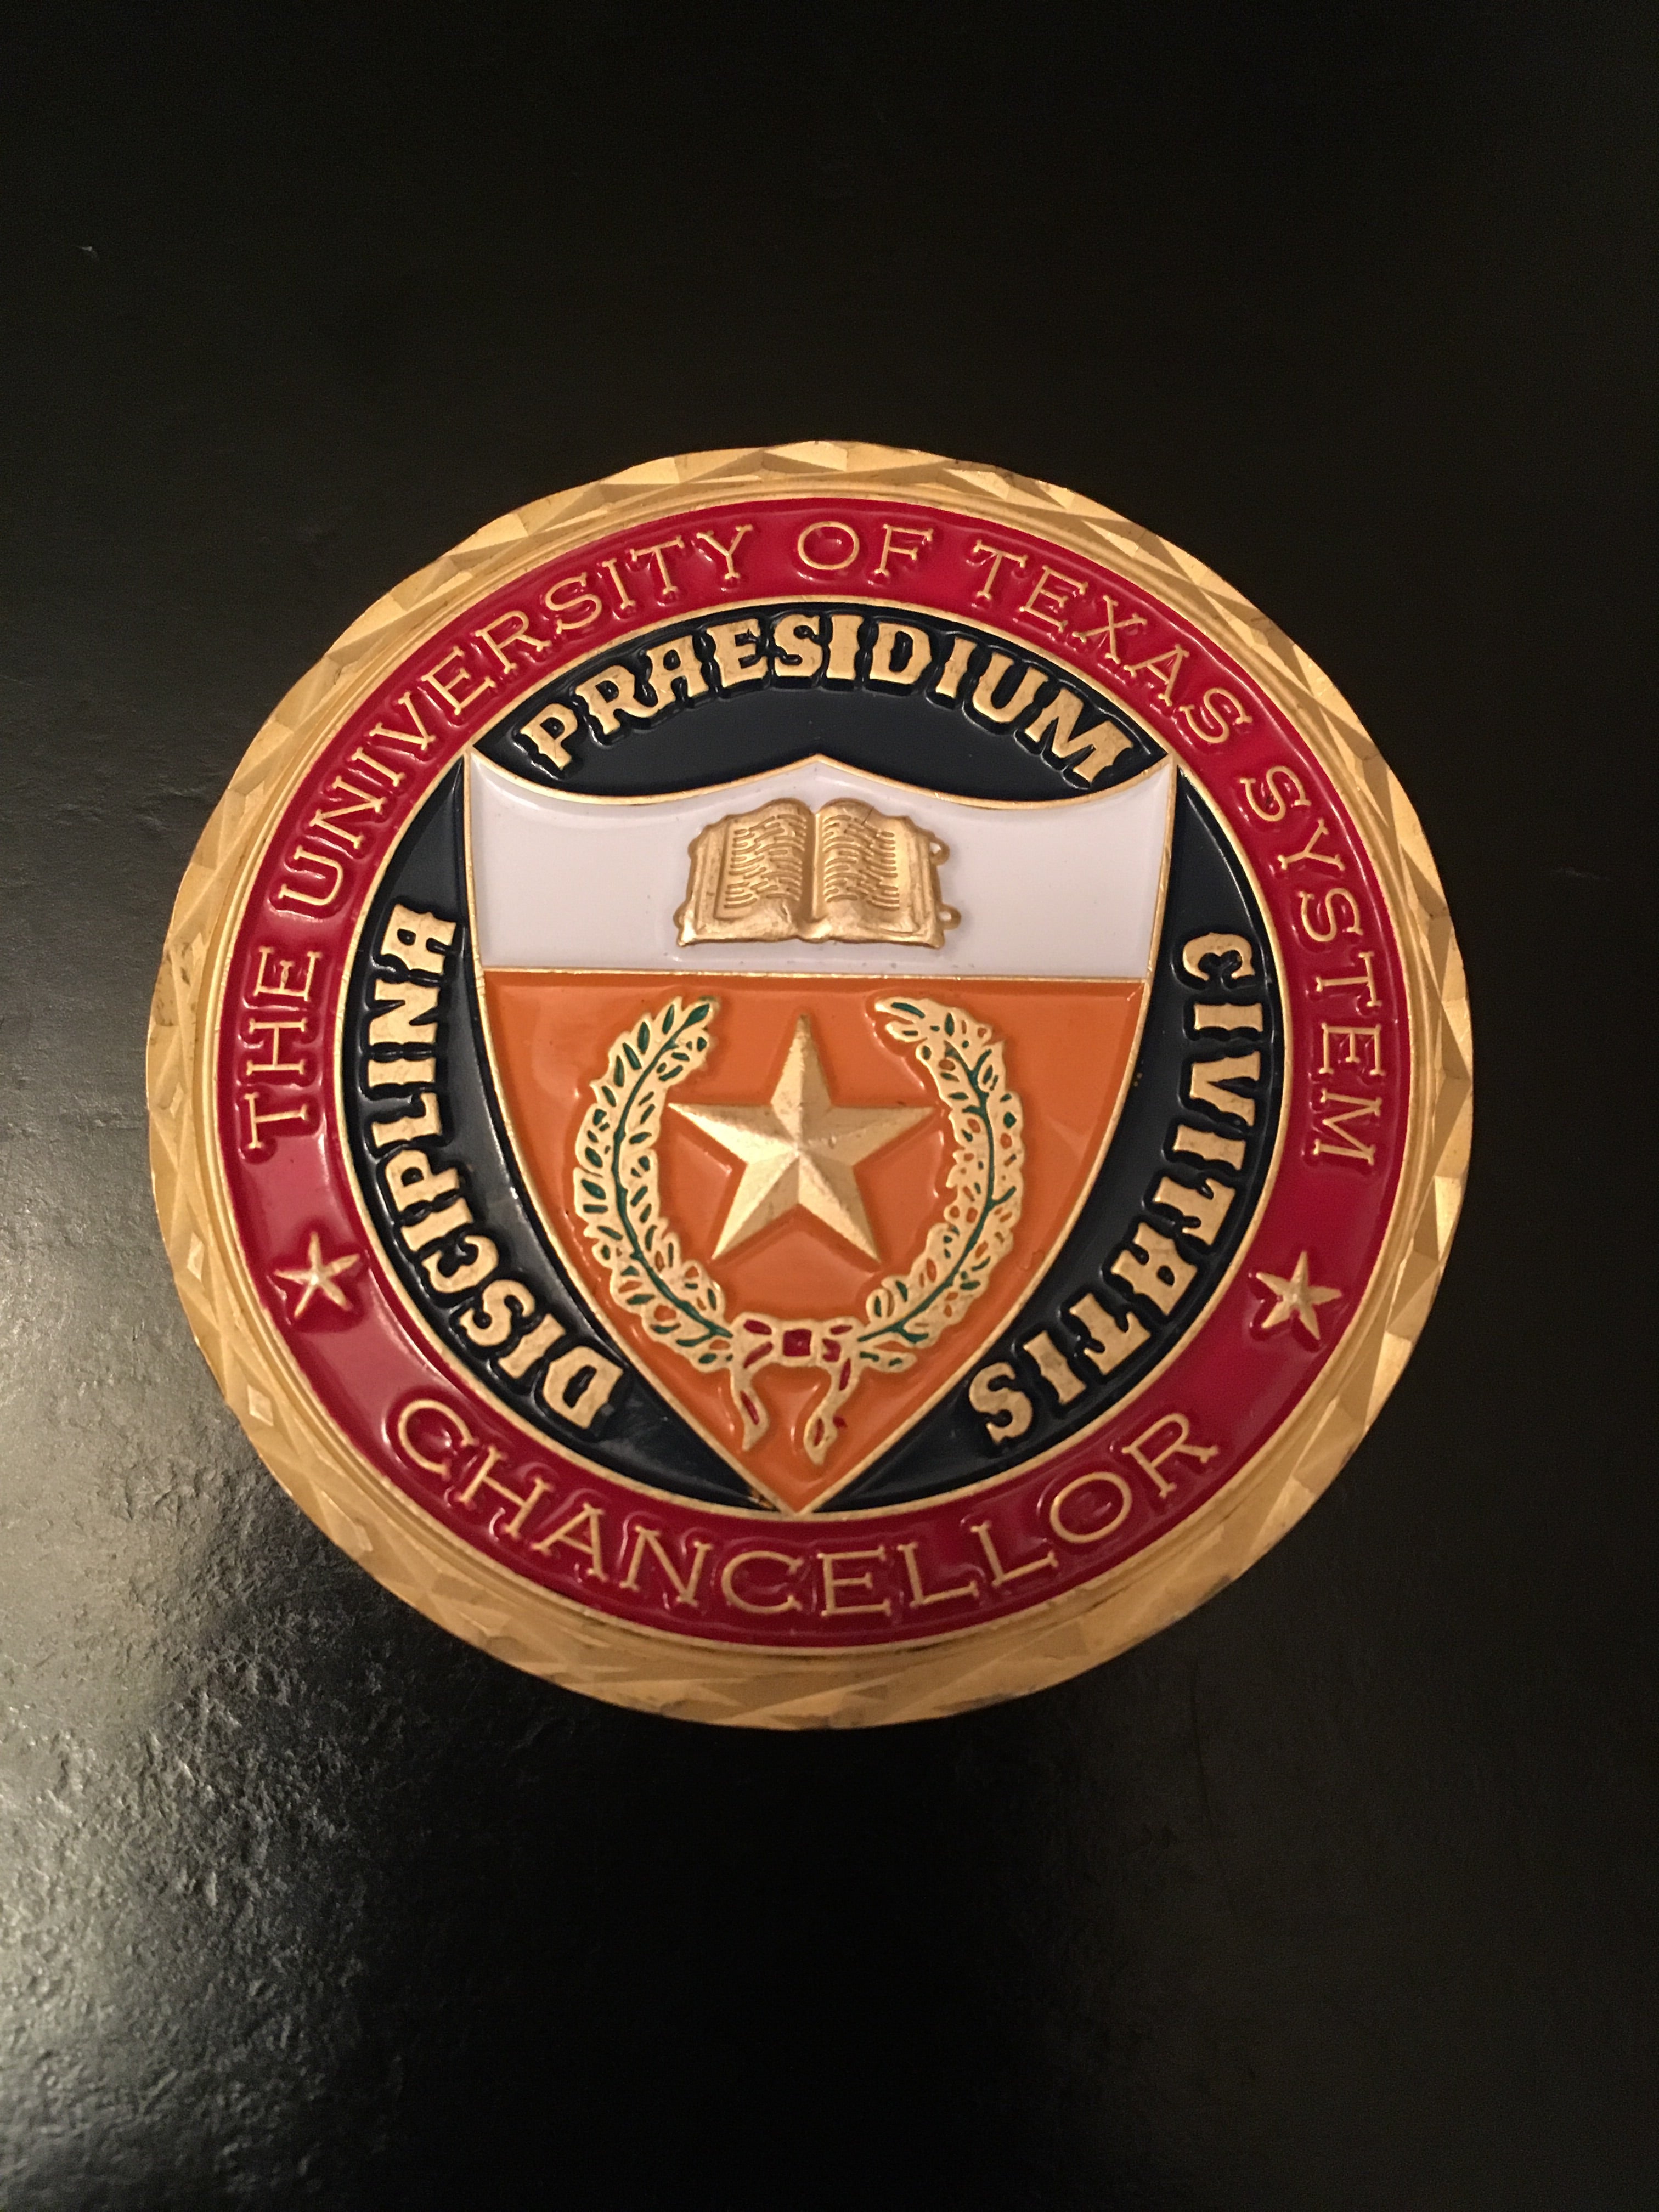 THE UNIVERSITY OF TEXAS SYSTEM
CHANCELLOR
DISCIPLINA
PRAESIDIUM
CIVITATIS